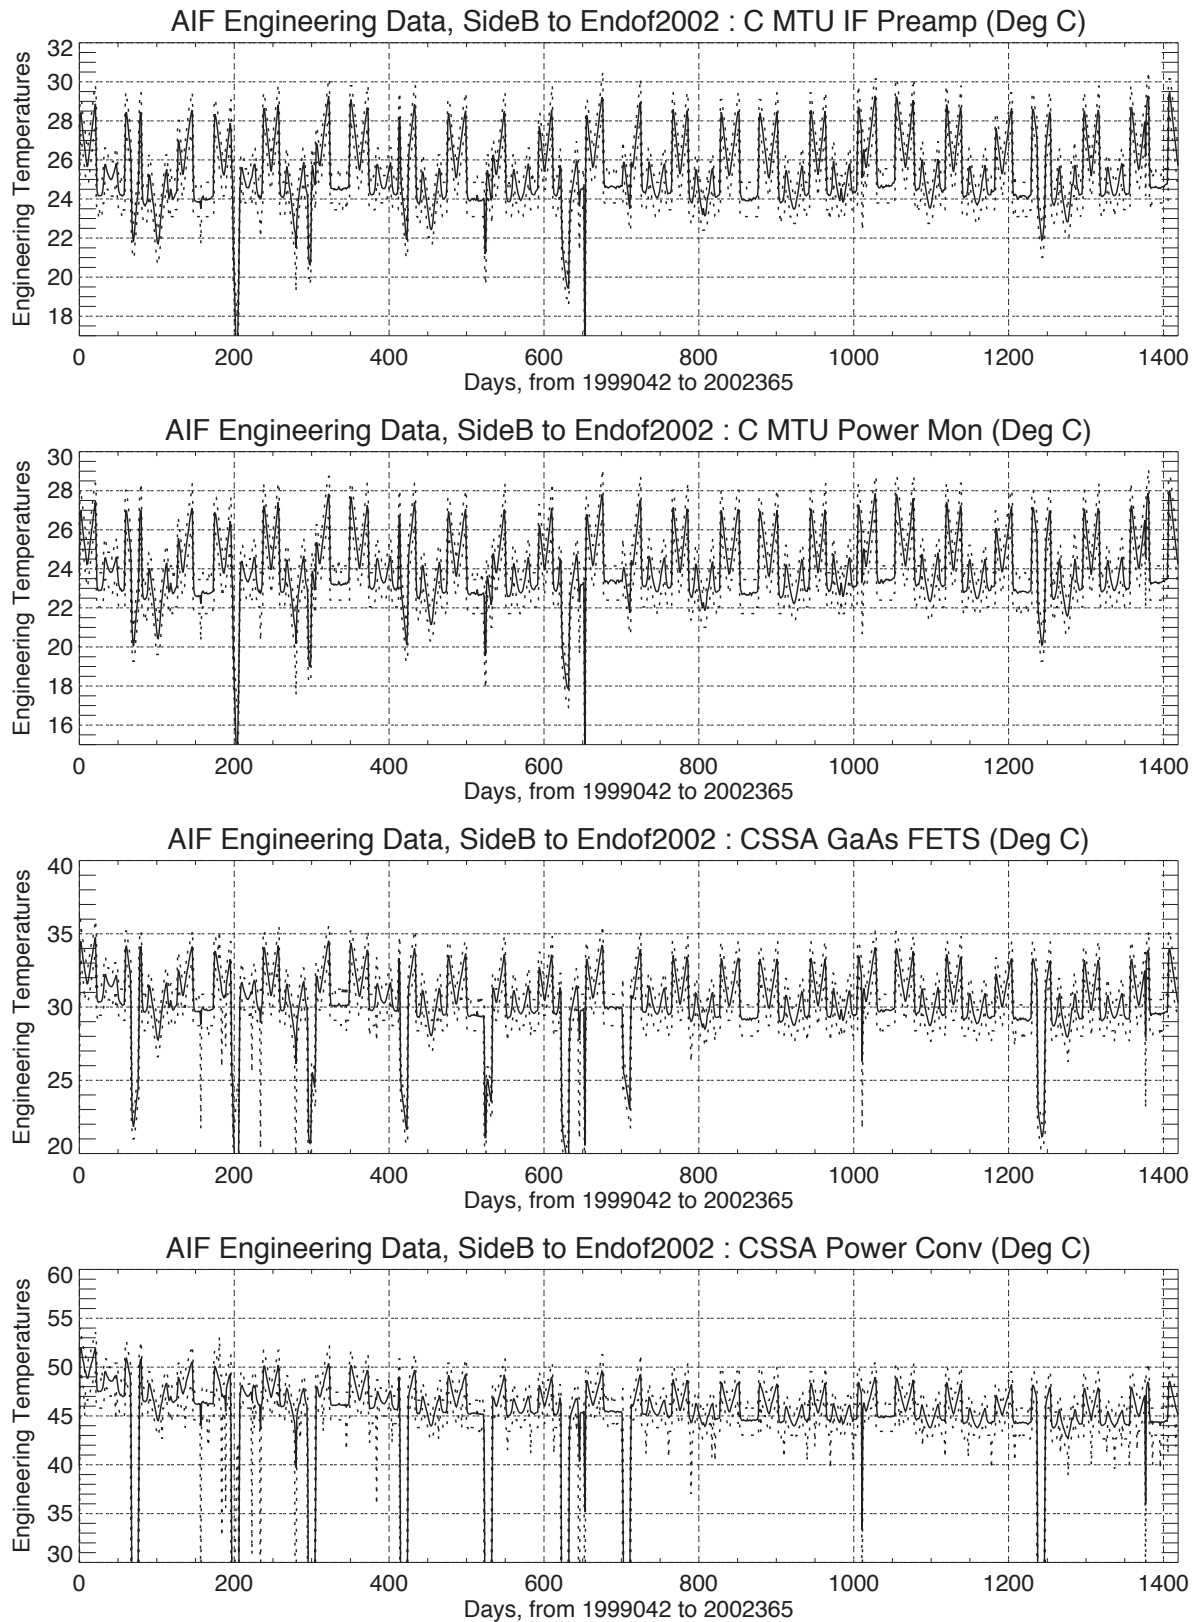 AIF Engineering Data, SideB to Endof2002 : C MTU IF Preamp (Deg C)
Engineering Temperatures
32
30
28
26
24
22
20
18
0 200 400 600 800 1000 1200 1400
Days, from 1999042 to 2002365
AIF Engineering Data, SideB to Endof2002 : C MTU Power Mon (Deg C)
Engineering Temperatures
30
28
26
24
22
20
18
16
0 200 400 600 800 1000 1200 1400
Days, from 1999042 to 2002365
AIF Engineering Data, SideB to Endof2002 : CSSA GaAs FETS (Deg C)
Engineering Temperatures
40
35
30
25
20
0 200 400 600 800 1000 1200 1400
Days, from 1999042 to 2002365
AIF Engineering Data, SideB to Endof2002 : CSSA Power Conv (Deg C)
Engineering Temperatures
60
55
50
45
40
35
30
0 200 400 600 800 1000 1200 1400
Days, from 1999042 to 2002365